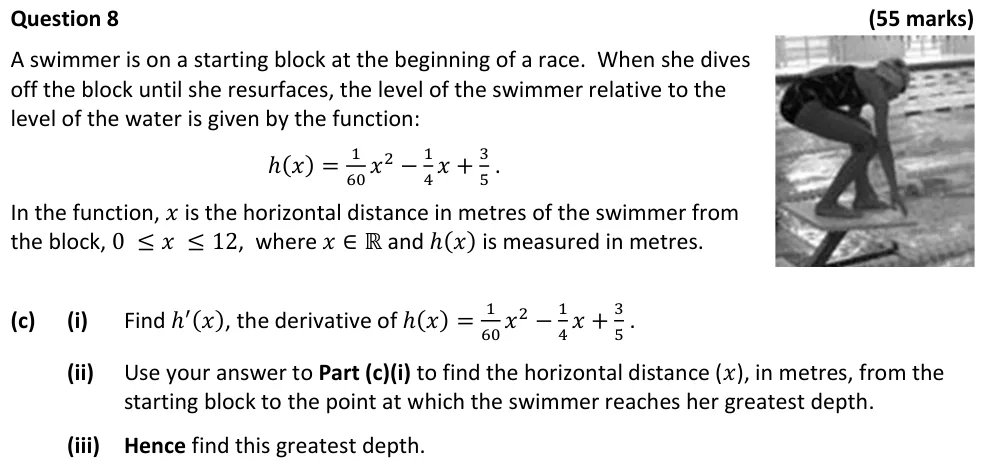 Question 8 (55 marks)
A swimmer is on a starting block at the beginning of a race. When she dives
off the block until she resurfaces, the level of the swimmer relative to the
level of the water is given by the function:
h(x) = 1/60 x² − 1/4 x + 3/5 .
In the function, x is the horizontal distance in metres of the swimmer from
the block, 0 ≤ x ≤ 12, where x ∈ ℝ and h(x) is measured in metres.
(c) (i) Find h′(x), the derivative of h(x) = 1/60 x² − 1/4 x + 3/5 .
(ii) Use your answer to Part (c)(i) to find the horizontal distance (x), in metres, from the
starting block to the point at which the swimmer reaches her greatest depth.
(iii) Hence find this greatest depth.